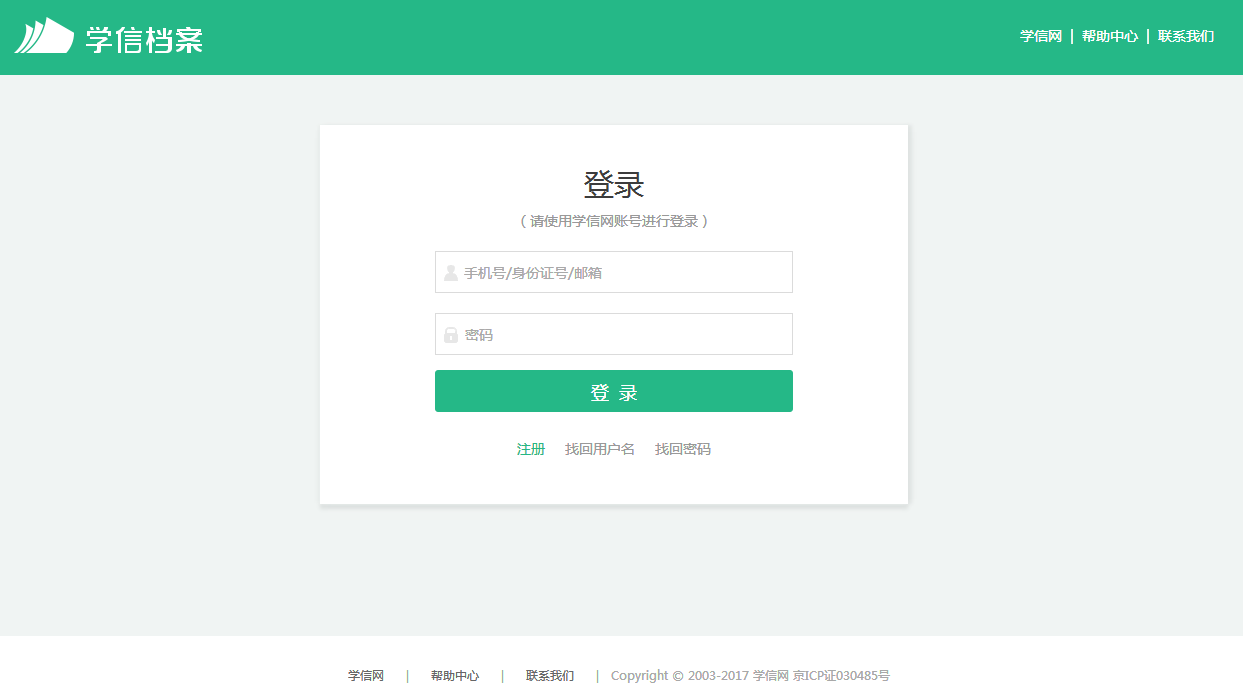 学信档案
学信网 | 帮助中心 | 联系我们
登录
( 请使用学信网账号进行登录 )
手机号/身份证号/邮箱
密码
登 录
注册 找回用户名 找回密码
学信网 | 帮助中心 | 联系我们 | Copyright © 2003-2017 学信网 京ICP证030485号